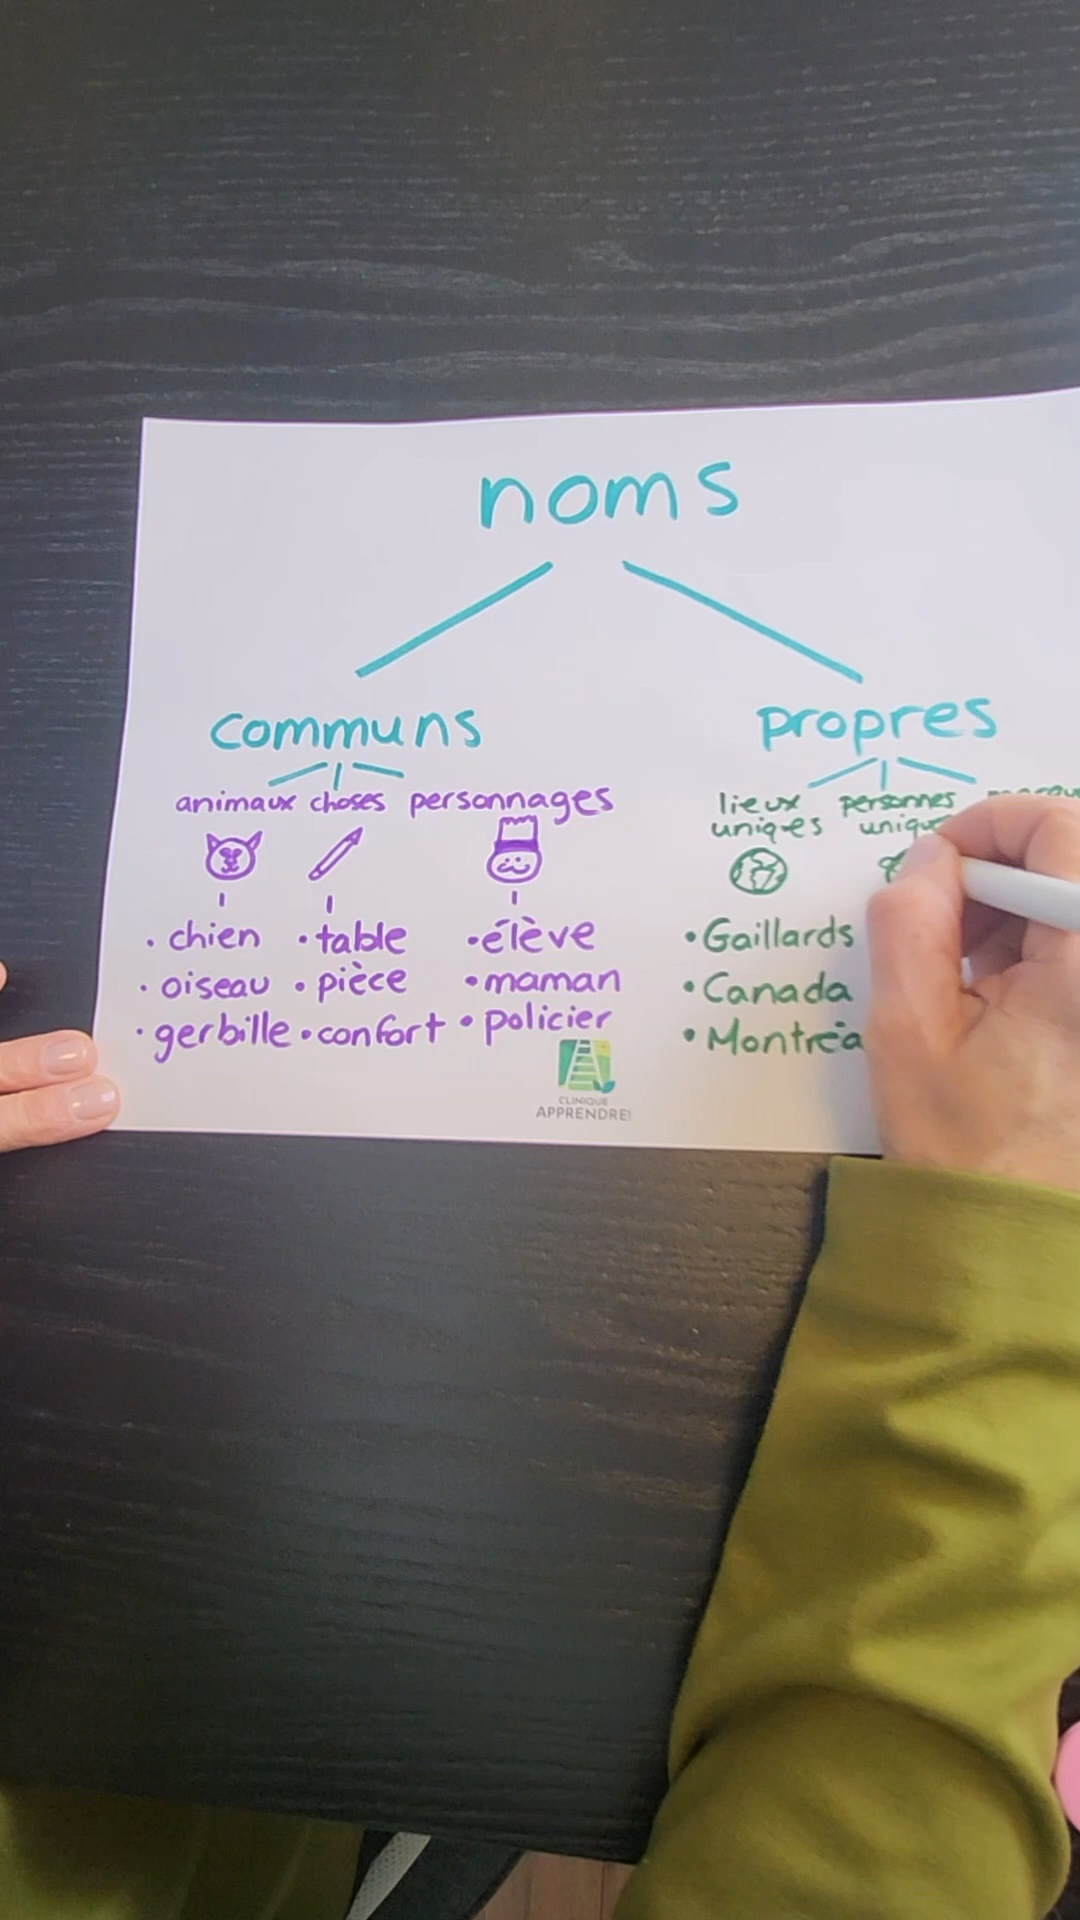 noms
communs
propres
animaux choses personnages
lieux
uniques
personnes
• chien
• oiseau
• gerbille
• table
• pièce
• confort
• élève
• maman
• policier
• Gaillards
• Canada
CLINIQUE
APPRENDRE!